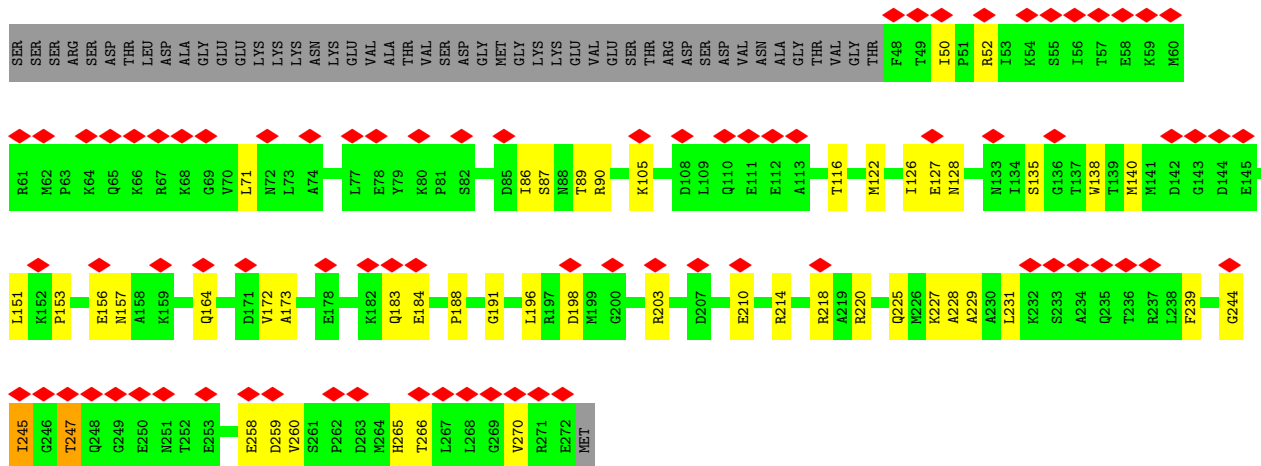 SER SER SER SER ARG SER ASP THR LEU ASP ALA GLY GLU GLU LYS LYS LYS ASN LYS GLU VAL ALA THR VAL SER ASP GLY MET GLY LYS LYS GLU VAL GLU SER THR ARG ASP SER ASP VAL ASN ALA GLY THR VAL GLY THR F48 T49 I50 P51 R52 I53 K54 S55 I56 T57 E58 K59 M60
R61 M62 P63 K64 Q65 K66 R67 K68 G69 V70 L71 N72 L73 A74 L77 E78 Y79 K80 P81 S82 D85 I86 S87 N88 T89 R90 K105 D108 L109 Q110 E111 E112 A113 T116 M122 I126 E127 N128 N133 I134 S135 G136 T137 W138 T139 M140 M141 D142 G143 D144 E145
L151 K152 P153 E156 N157 A158 K159 Q164 D171 V172 A173 E178 K182 Q183 E184 P188 G191 L196 R197 D198 M199 G200 R203 D207 E210 R214 R218 A219 R220 Q225 M226 K227 A228 A229 A230 L231 K232 S233 A234 Q235 T236 R237 L238 F239 G244
I245 G246 T247 Q248 G249 E250 N251 T252 E253 E258 D259 V260 S261 P262 D263 M264 H265 T266 L267 L268 G269 V270 R271 E272 MET